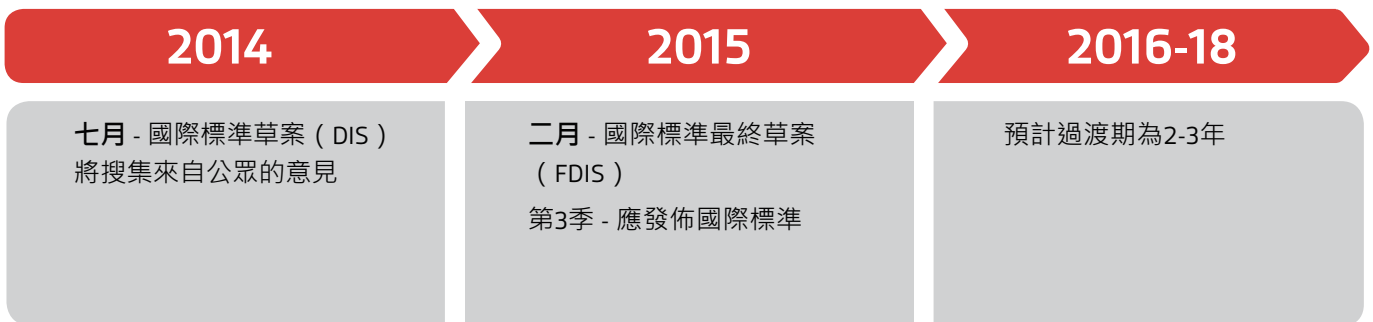 2014
2015
2016-18
七月 - 國際標準草案（DIS）
將搜集來自公眾的意見
二月 - 國際標準最終草案
（FDIS）
第3季 - 應發佈國際標準
預計過渡期為2-3年